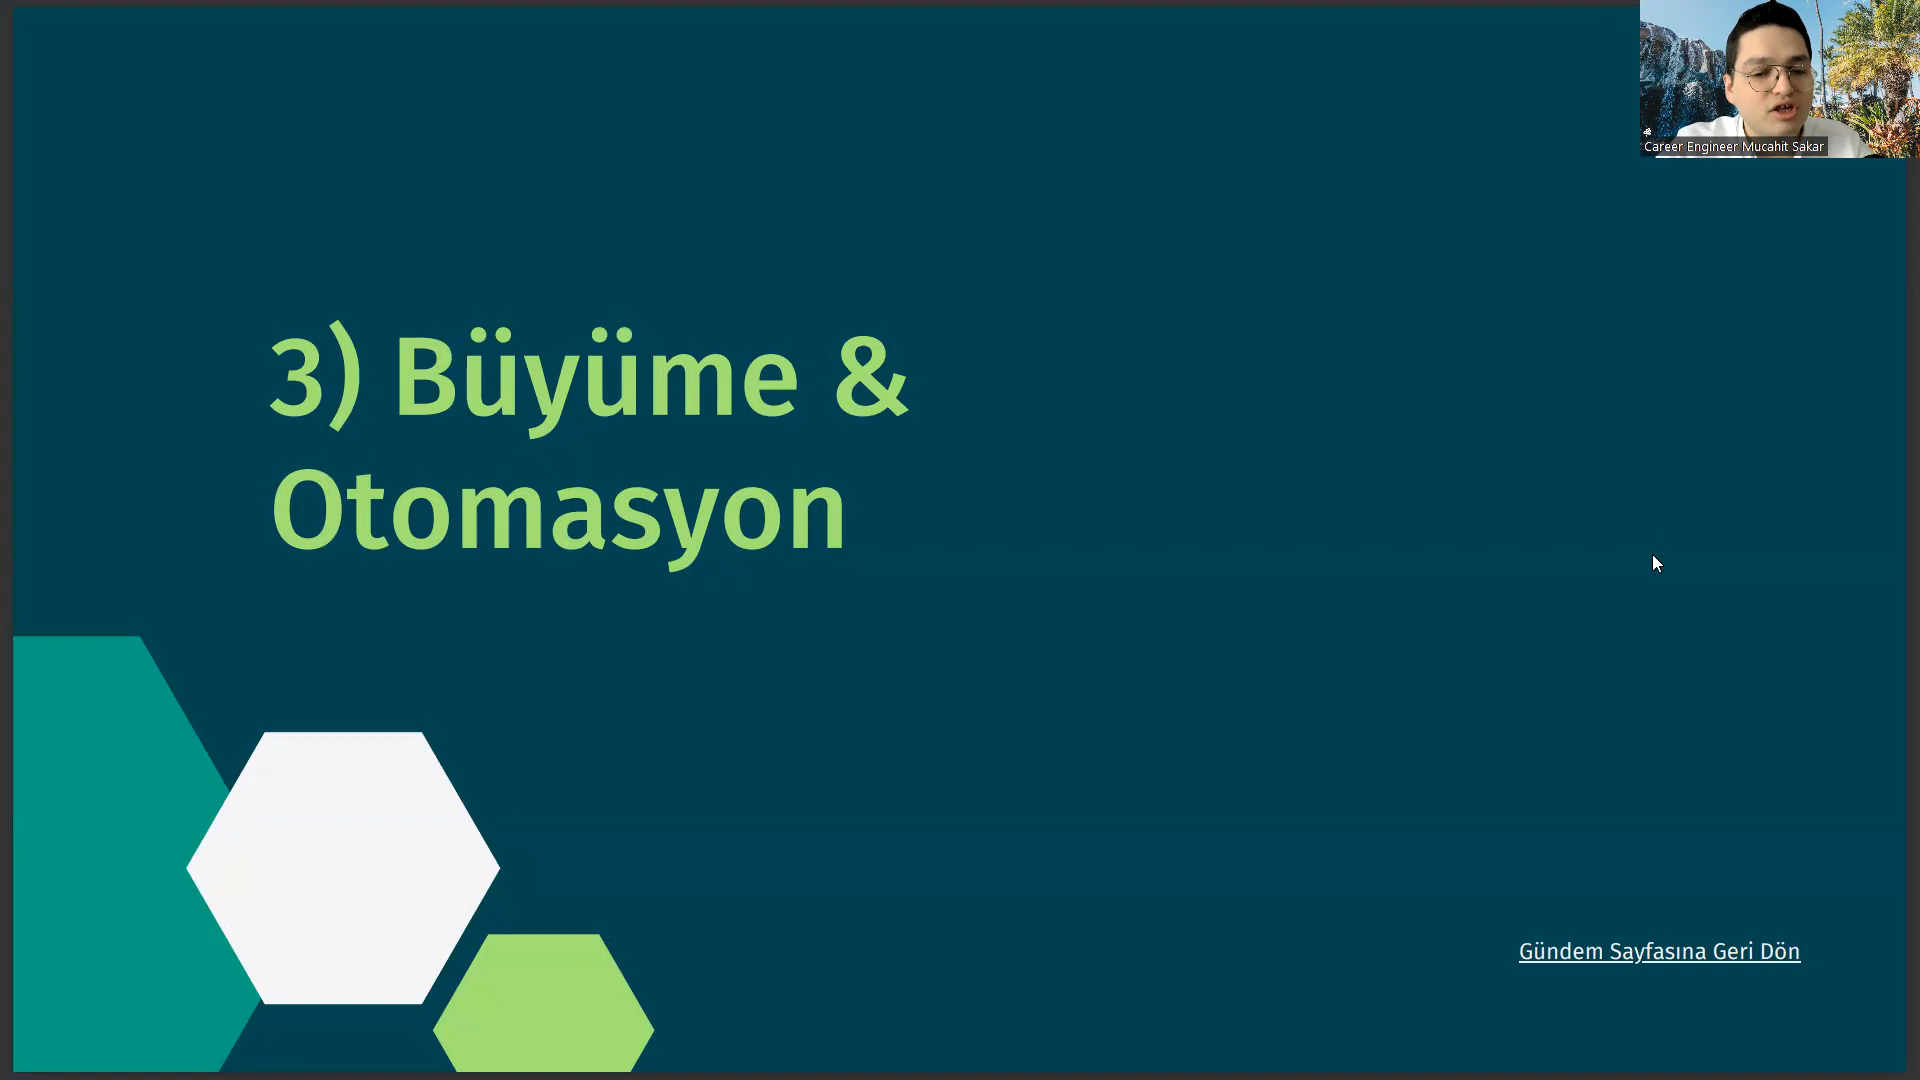 Career Engineer Mucahit Sakar
3) Büyüme &
Otomasyon
Gündem Sayfasına Geri Dön